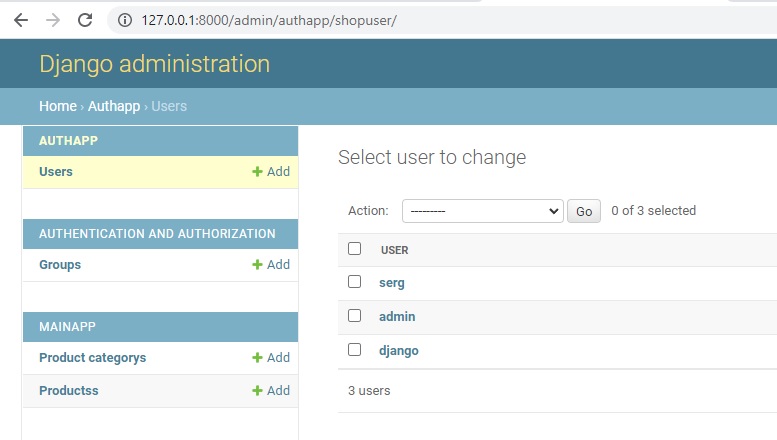 127.0.0.1:8000/admin/authapp/shopuser/
Django administration
Home › Authapp › Users
AUTHAPP
Users + Add
AUTHENTICATION AND AUTHORIZATION
Groups + Add
MAINAPP
Product categorys + Add
Productss + Add
Select user to change
Action: --------- Go 0 of 3 selected
USER
serg
admin
django
3 users